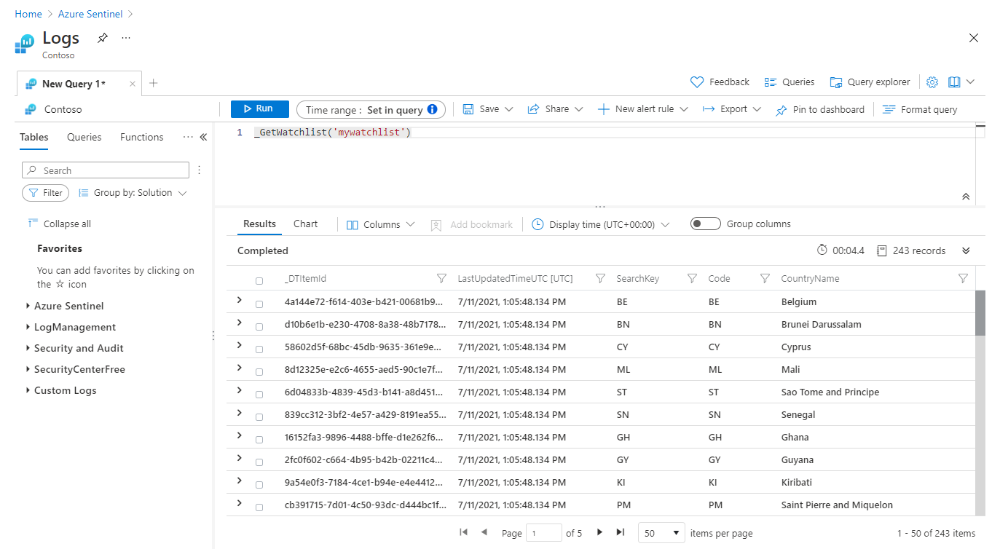 Home > Azure Sentinel >
Logs
Contoso
New Query 1*
Feedback
Queries
Query explorer
Contoso
Run
Time range : Set in query
Save
Share
New alert rule
Export
Pin to dashboard
Format query
Tables Queries Functions
Search
Filter
Group by: Solution
Collapse all
Favorites
You can add favorites by clicking on
the ☆ icon
Azure Sentinel
LogManagement
Security and Audit
SecurityCenterFree
Custom Logs
1 _GetWatchlist('mywatchlist')
Results Chart Columns Add bookmark Display time (UTC+00:00) Group columns
Completed 00:04.4 243 records
_DTItemId LastUpdatedTimeUTC [UTC] SearchKey Code CountryName
4a144e72-f614-403e-b421-00681b9... 7/11/2021, 1:05:48.134 PM BE BE Belgium
d10b6e1b-e230-4708-8a38-48b7178... 7/11/2021, 1:05:48.134 PM BN BN Brunei Darussalam
58602d5f-68bc-45db-9635-361e9e... 7/11/2021, 1:05:48.134 PM CY CY Cyprus
8d12325e-e2c6-4655-aed5-90c1e7f... 7/11/2021, 1:05:48.134 PM ML ML Mali
6d04833b-4839-45d3-b141-a8d451... 7/11/2021, 1:05:48.134 PM ST ST Sao Tome and Principe
839cc312-3bf2-4e57-a429-8191ea55... 7/11/2021, 1:05:48.134 PM SN SN Senegal
16152fa3-9896-4488-bffe-d1e262f6... 7/11/2021, 1:05:48.134 PM GH GH Ghana
2fc0f602-c664-4b95-b42b-02211c4... 7/11/2021, 1:05:48.134 PM GY GY Guyana
9a54e0f3-7184-4ce1-b94e-e4e4412... 7/11/2021, 1:05:48.134 PM KI KI Kiribati
cb391715-7d01-4c50-93dc-d444bc1f... 7/11/2021, 1:05:48.134 PM PM PM Saint Pierre and Miquelon
Page 1 of 5 50 items per page 1 - 50 of 243 items